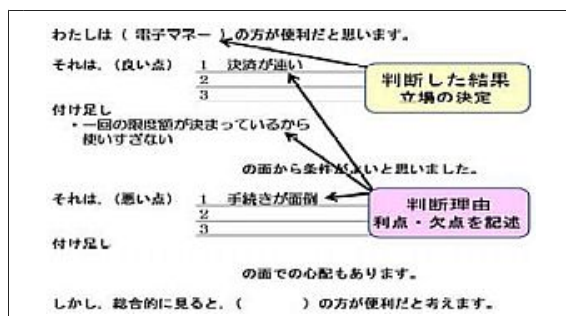 わたしは（ 電子マネー ）の方が便利だと思います。
それは，（良い点） 1 決済が速い
2
3
判断した結果
立場の決定
付け足し
・一回の限度額が決まっているから
使いすぎない
の面から条件がよいと思いました。
それは，（悪い点） 1 手続きが面倒
2
3
判断理由
利点・欠点を記述
付け足し
の面での心配もあります。
しかし，総合的に見ると，（　　　　）の方が便利だと考えます。